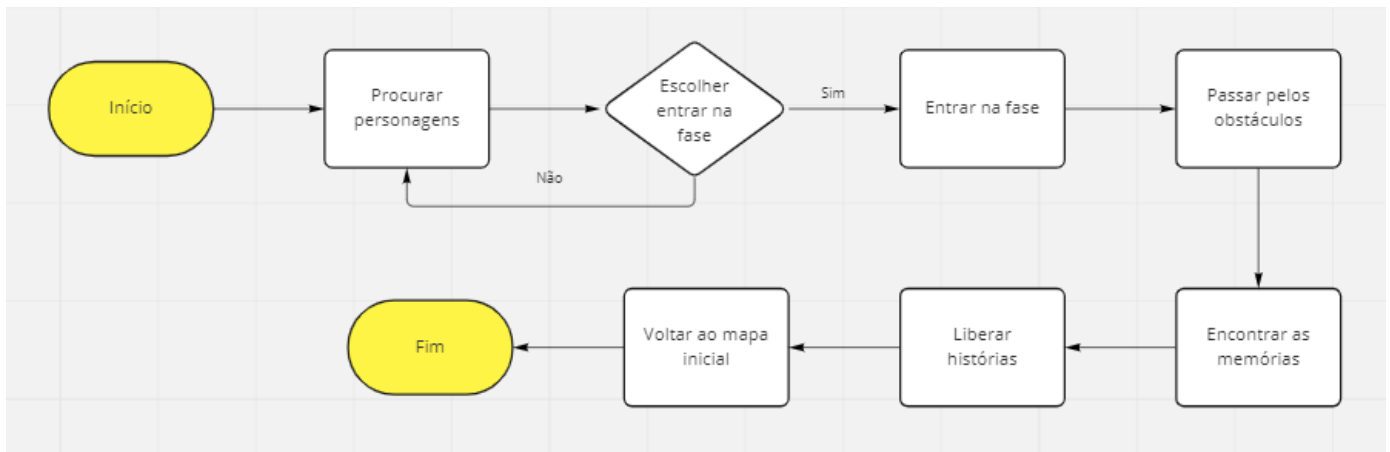 Início
Procurar
personagens
Escolher
entrar na
fase
Sim
Não
Entrar na fase
Passar pelos
obstáculos
Encontrar as
memórias
Liberar
histórias
Voltar ao mapa
inicial
Fim